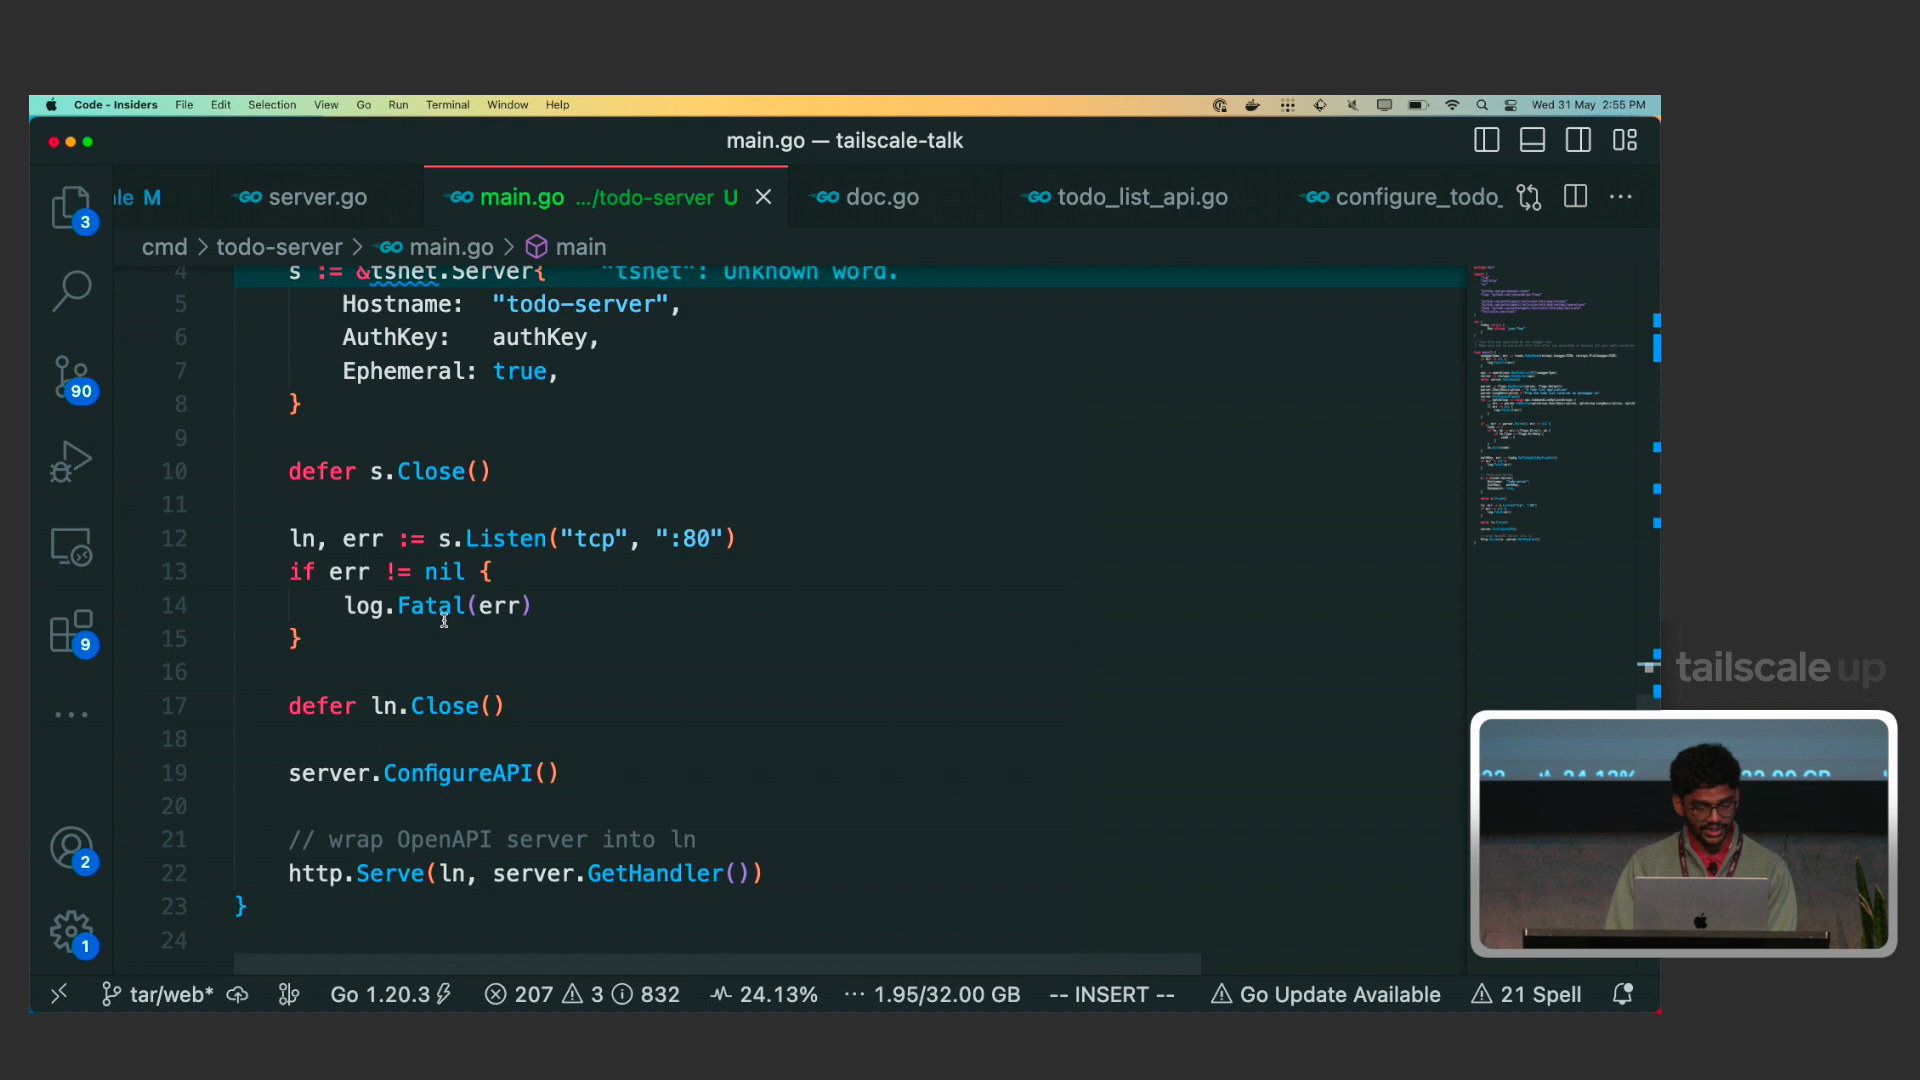 Code - Insiders File Edit Selection View Go Run Terminal Window Help Wed 31 May 2:55 PM
main.go — tailscale-talk
le M server.go main.go .../todo-server U doc.go todo_list_api.go configure_todo_
cmd > todo-server > main.go > main
4 s := &tsnet.Server{ "tsnet": Unknown word.
5 Hostname: "todo-server",
6 AuthKey: authKey,
7 Ephemeral: true,
8 }
9
10 defer s.Close()
11
12 ln, err := s.Listen("tcp", ":80")
13 if err != nil {
14 log.Fatal(err)
15 }
16
17 defer ln.Close()
18
19 server.ConfigureAPI()
20
21 // wrap OpenAPI server into ln
22 http.Serve(ln, server.GetHandler())
23 }
24
3
90
9
2
1
tar/web* Go 1.20.3 207 3 832 24.13% 1.95/32.00 GB -- INSERT -- Go Update Available 21 Spell
tailscale up